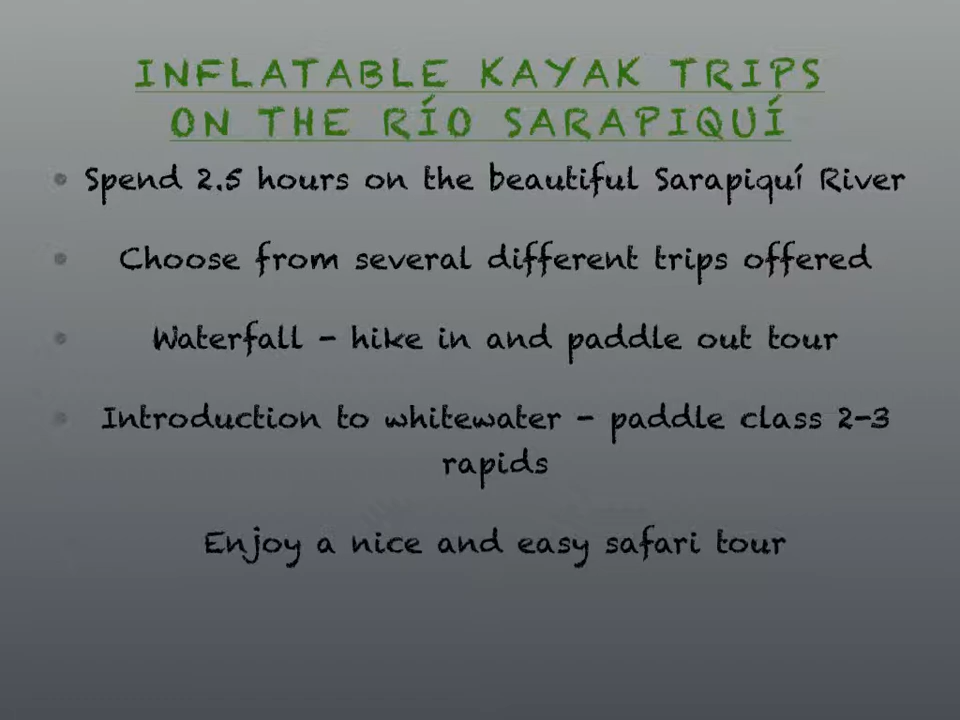 INFLATABLE KAYAK TRIPS
ON THE RÍO SARAPIQUÍ
• Spend 2.5 hours on the beautiful Sarapiquí River
• Choose from several different trips offered
• Waterfall - hike in and paddle out tour
• Introduction to whitewater - paddle class 2-3
rapids
Enjoy a nice and easy safari tour